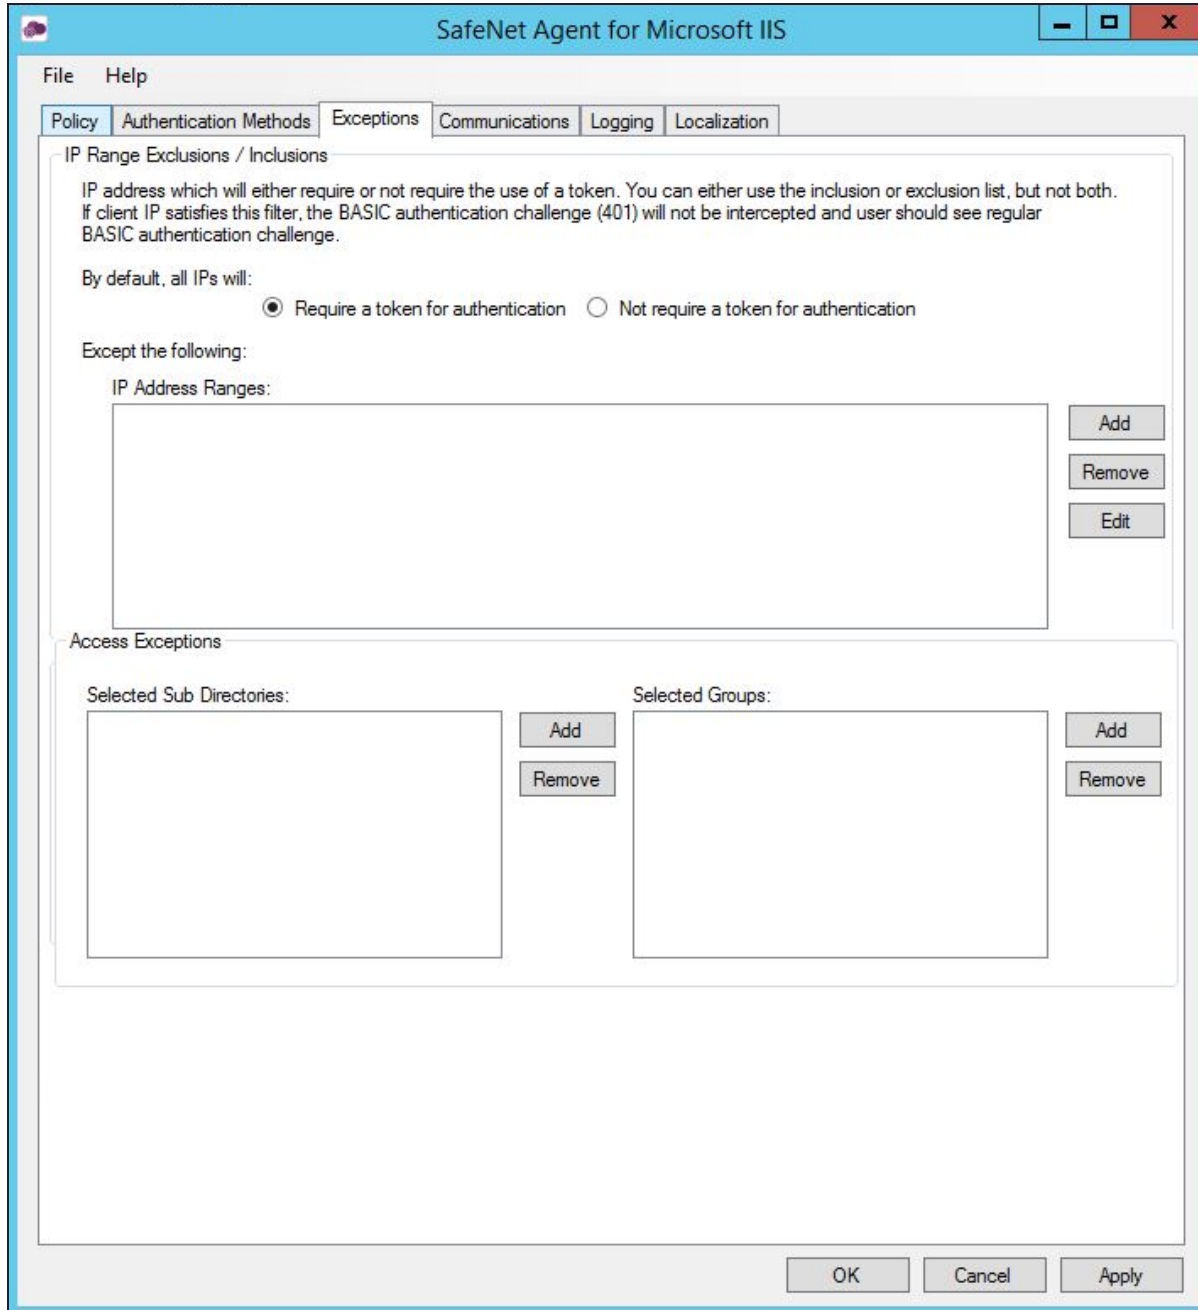 SafeNet Agent for Microsoft IIS
File Help
Policy Authentication Methods Exceptions Communications Logging Localization
IP Range Exclusions / Inclusions
IP address which will either require or not require the use of a token. You can either use the inclusion or exclusion list, but not both.
If client IP satisfies this filter, the BASIC authentication challenge (401) will not be intercepted and user should see regular
BASIC authentication challenge.
By default, all IPs will:
Require a token for authentication Not require a token for authentication
Except the following:
IP Address Ranges:
Add
Remove
Edit
Access Exceptions
Selected Sub Directories: Selected Groups:
Add Add
Remove Remove
OK Cancel Apply